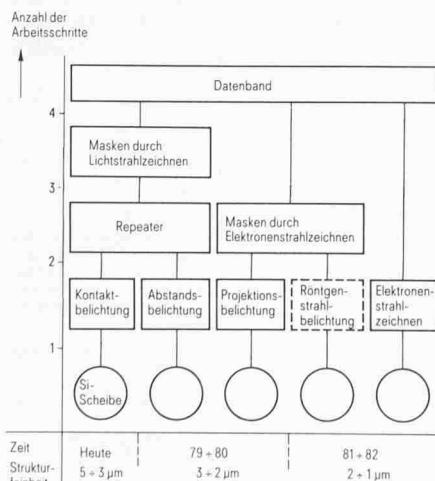 Anzahl der
Arbeitsschritte
Datenband
4
Masken durch
Lichtstrahlzeichnen
3
Repeater
Masken durch
Elektronenstrahlzeichnen
2
Kontakt-
belichtung
Abstands-
belichtung
Projektions-
belichtung
Röntgen-
strahl-
belichtung
Elektronen-
strahl-
zeichnen
1
Si-
Scheibe
Zeit
Heute
79 ÷ 80
81 ÷ 82
Struktur-
feinheit
5 ÷ 3 µm
3 ÷ 2 µm
2 ÷ 1 µm